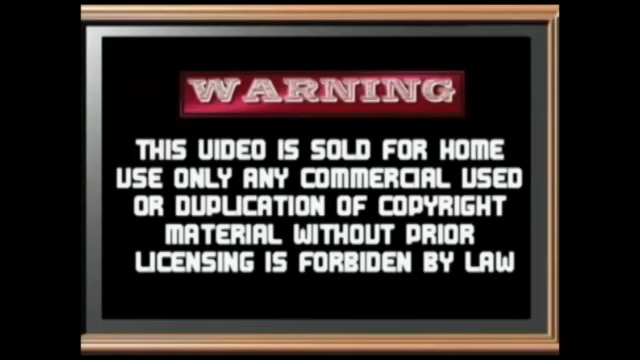 WARNING
THIS VIDEO IS SOLD FOR HOME
USE ONLY ANY COMMERCIAL USED
OR DUPLICATION OF COPYRIGHT
MATERIAL WITHOUT PRIOR
LICENSING IS FORBIDEN BY LAW